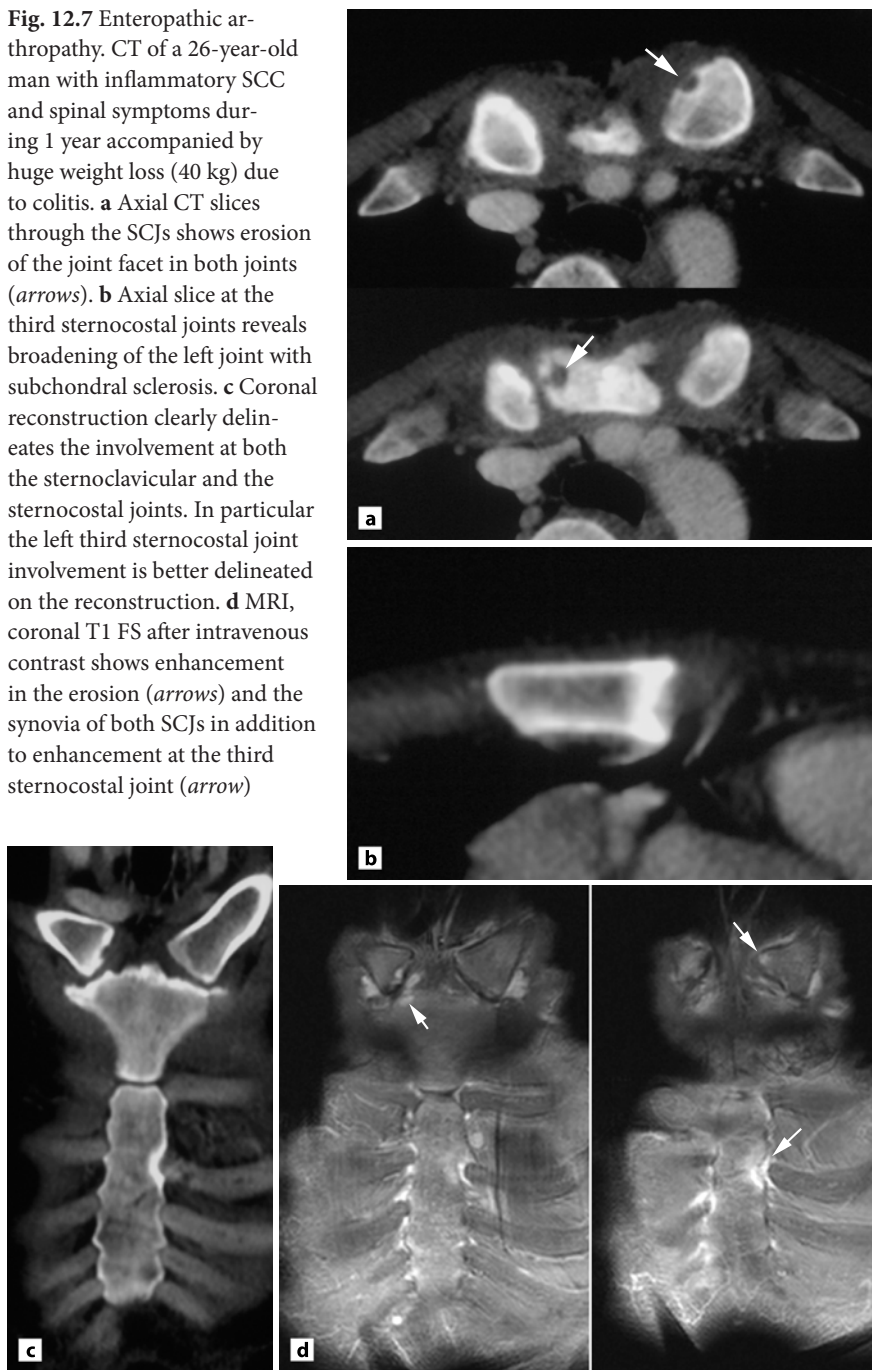 Fig. 12.7 Enteropathic ar-
thropathy. CT of a 26-year-old
man with inflammatory SCC
and spinal symptoms dur-
ing 1 year accompanied by
huge weight loss (40 kg) due
to colitis. a Axial CT slices
through the SCJs shows erosion
of the joint facet in both joints
(arrows). b Axial slice at the
third sternocostal joints reveals
broadening of the left joint with
subchondral sclerosis. c Coronal
reconstruction clearly delin-
eates the involvement at both
the sternoclavicular and the
sternocostal joints. In particular
the left third sternocostal joint
involvement is better delineated
on the reconstruction. d MRI,
coronal T1 FS after intravenous
contrast shows enhancement
in the erosion (arrows) and the
synovia of both SCJs in addition
to enhancement at the third
sternocostal joint (arrow)
a
b
c
d